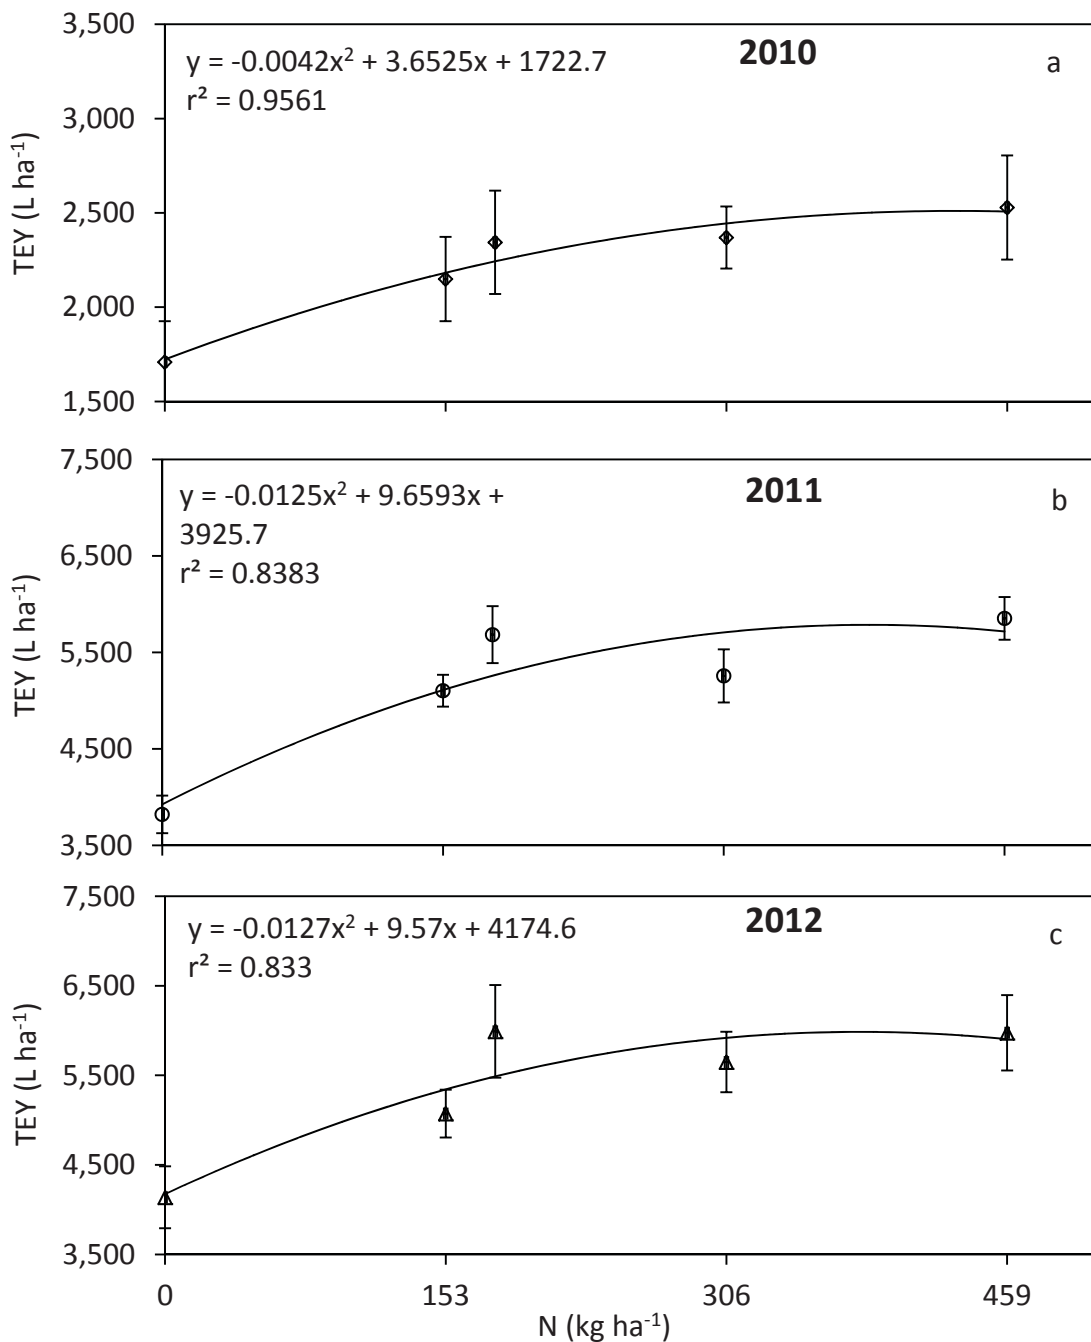 3,500
y = -0.0042x² + 3.6525x + 1722.7
r² = 0.9561
2010
a
3,000
2,500
2,000
1,500
TEY (L ha⁻¹)
7,500
y = -0.0125x² + 9.6593x +
3925.7
r² = 0.8383
2011
b
6,500
5,500
4,500
3,500
TEY (L ha⁻¹)
7,500
y = -0.0127x² + 9.57x + 4174.6
r² = 0.833
2012
c
6,500
5,500
4,500
3,500
TEY (L ha⁻¹)
0 153 306 459
N (kg ha⁻¹)